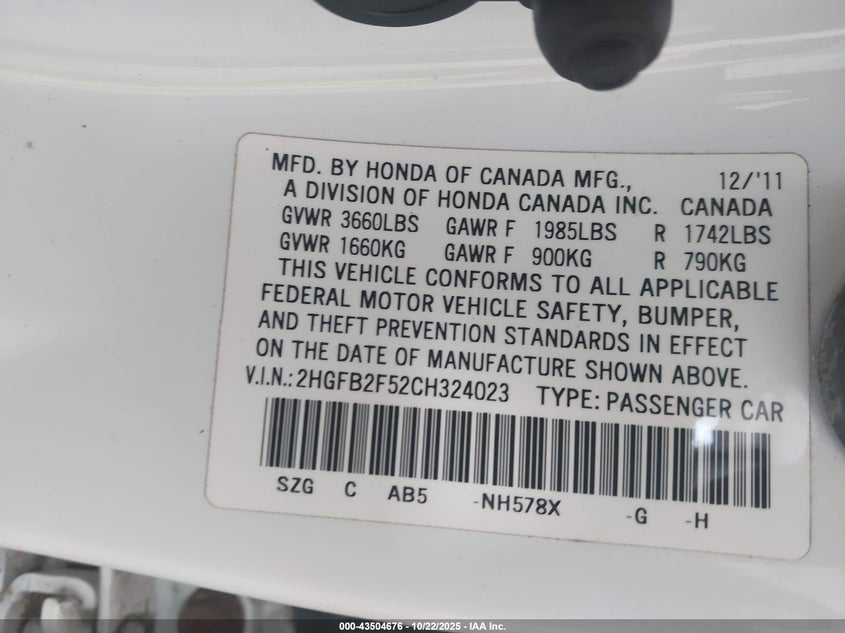 MFD. BY HONDA OF CANADA MFG., 12/'11
A DIVISION OF HONDA CANADA INC. CANADA
GVWR 3660LBS GAWR F 1985LBS R 1742LBS
GVWR 1660KG GAWR F 900KG R 790KG
THIS VEHICLE CONFORMS TO ALL APPLICABLE
FEDERAL MOTOR VEHICLE SAFETY, BUMPER,
AND THEFT PREVENTION STANDARDS IN EFFECT
ON THE DATE OF MANUFACTURE SHOWN ABOVE.
V.I.N.: 2HGFB2F52CH324023 TYPE: PASSENGER CAR
SZG C AB5 -NH578X -G -H
000-43504676 | 10/22/2025 - IAA Inc.